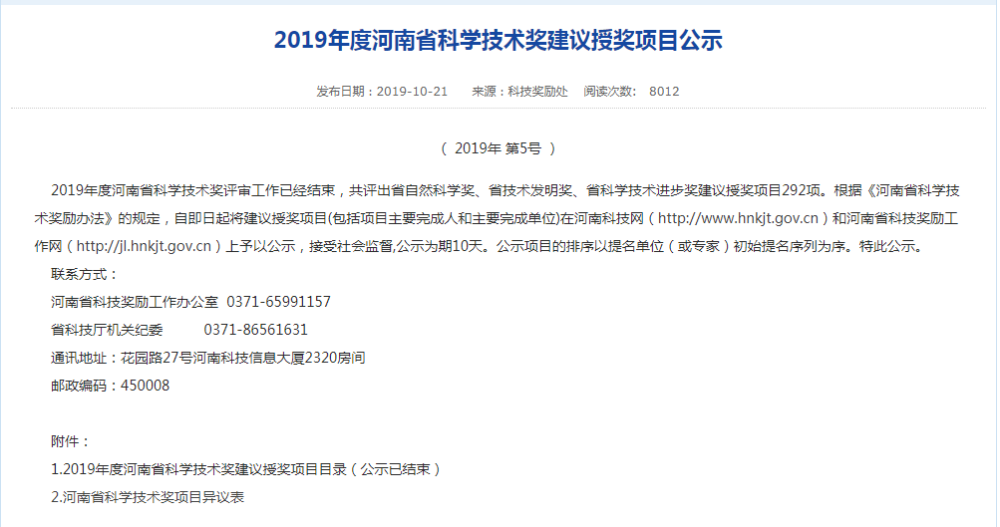 2019年度河南省科学技术奖建议授奖项目公示
发布日期：2019-10-21 来源：科技奖励处 阅读次数： 8012
（ 2019年 第5号 ）
2019年度河南省科学技术奖评审工作已经结束，共评出省自然科学奖、省技术发明奖、省科学技术进步奖建议授奖项目292项。根据《河南省科学技
术奖励办法》的规定，自即日起将建议授奖项目(包括项目主要完成人和主要完成单位)在河南科技网（http://www.hnkjt.gov.cn）和河南省科技奖励工
作网（http://jl.hnkjt.gov.cn）上予以公示，接受社会监督,公示为期10天。公示项目的排序以提名单位（或专家）初始提名序列为序。特此公示。
联系方式：
河南省科技奖励工作办公室 0371-65991157
省科技厅机关纪委 0371-86561631
通讯地址：花园路27号河南科技信息大厦2320房间
邮政编码：450008
附件：
1.2019年度河南省科学技术奖建议授奖项目目录（公示已结束）
2.河南省科学技术奖项目异议表